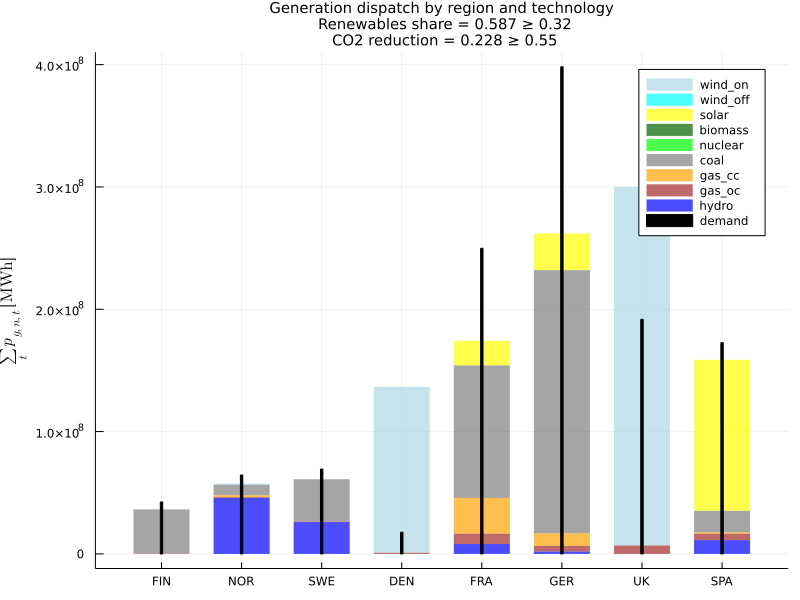 Generation dispatch by region and technology
Renewables share = 0.587 ≥ 0.32
CO2 reduction = 0.228 ≥ 0.55
4.0×10⁸
3.0×10⁸
2.0×10⁸
1.0×10⁸
0
∑ₜ p_{g,n,t} [MWh]
wind_on
wind_off
solar
biomass
nuclear
coal
gas_cc
gas_oc
hydro
demand
FIN NOR SWE DEN FRA GER UK SPA